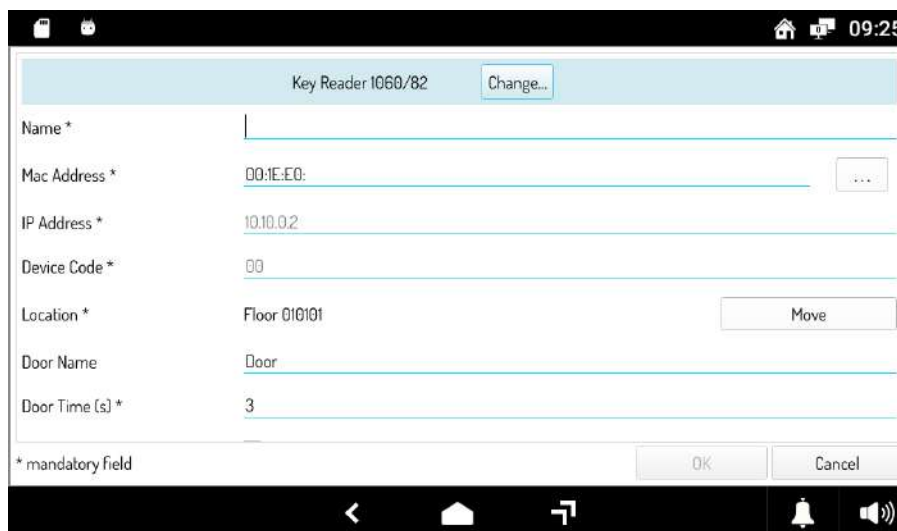 09:25
Key Reader 1060/82 Change...
Name *
Mac Address * 00:1E:E0: ...
IP Address * 10.10.0.2
Device Code * 00
Location * Floor 010101 Move
Door Name Door
Door Time (s) * 3
* mandatory field OK Cancel